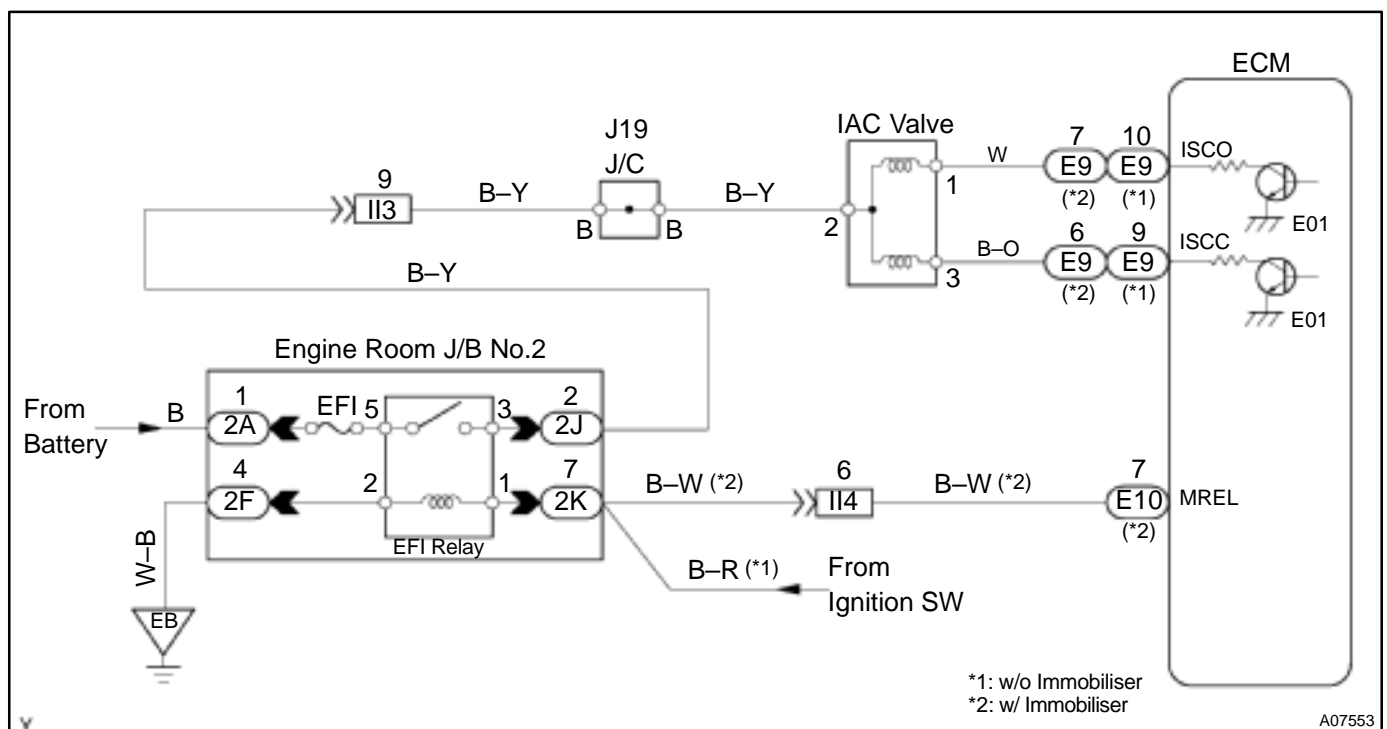 ECM
IAC Valve
J19
J/C
7 10
W E9 E9 ISCO
1 (*2) (*1)
E01
9
II3 B–Y B B B–Y 2
6 9
B–O E9 E9 ISCC
3 (*2) (*1)
E01
B–Y
Engine Room J/B No.2
From
Battery
B
1
2A
EFI 5 3
2
2J
4
2F
2 1
7
2K
EFI Relay
B–W (*2)
6
II4
B–W (*2)
7
E10
(*2)
MREL
B–R (*1)
From
Ignition SW
W–B
EB
*1: w/o Immobiliser
*2: w/ Immobiliser
A07553